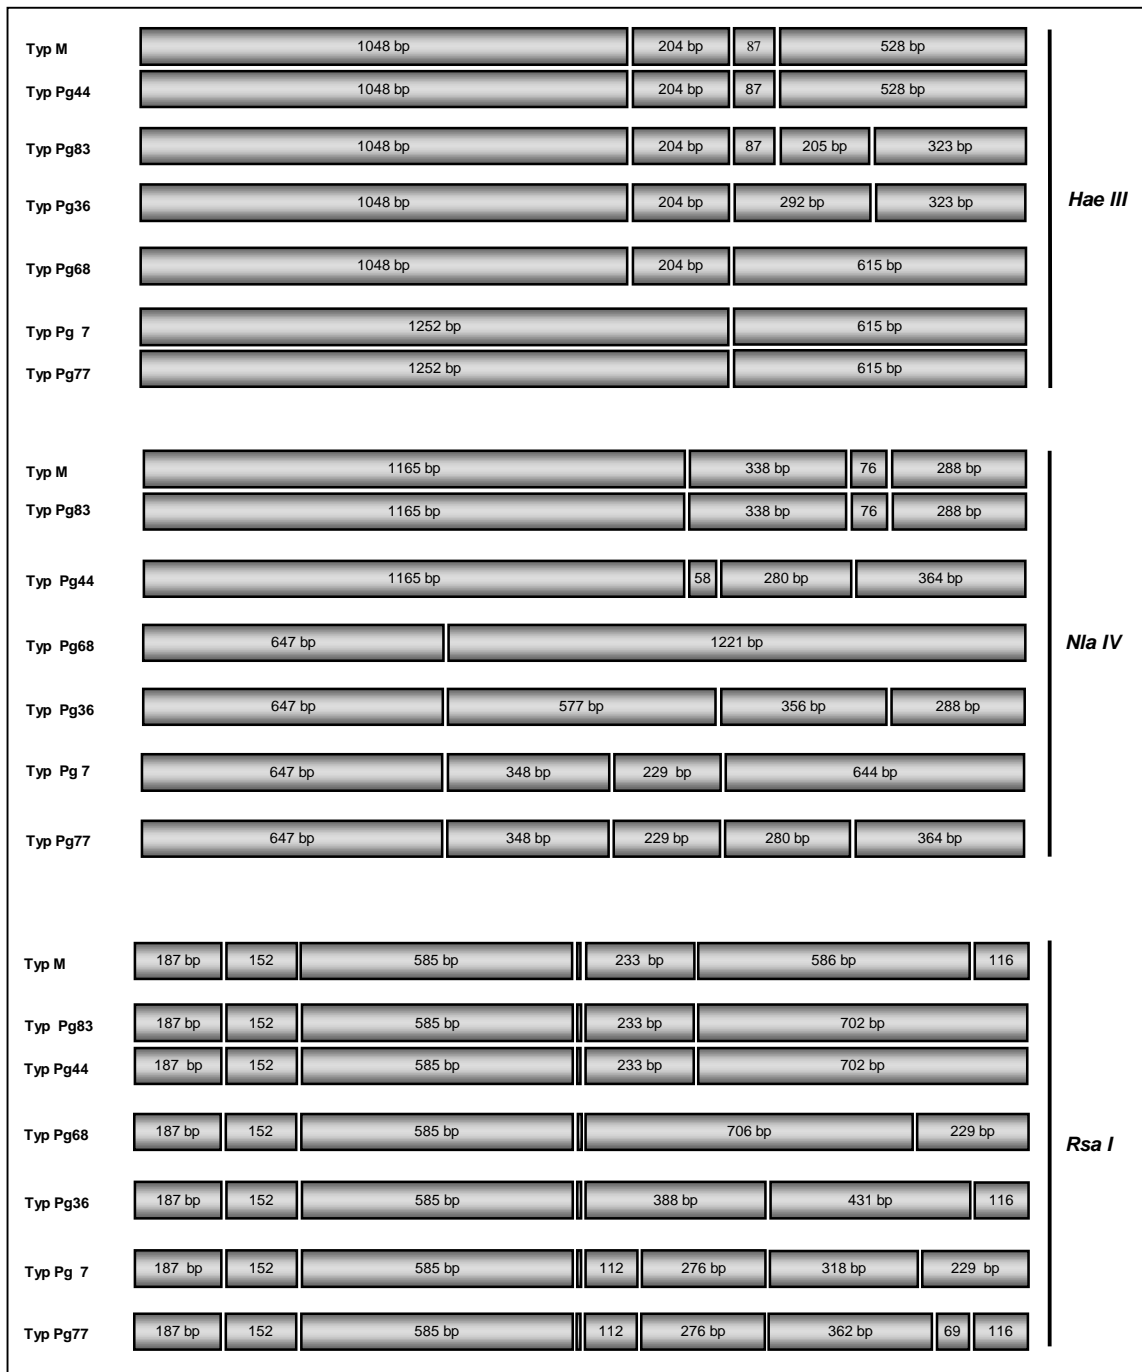 Typ M 1048 bp 204 bp 87 528 bp
Typ Pg44 1048 bp 204 bp 87 528 bp
Typ Pg83 1048 bp 204 bp 87 205 bp 323 bp
Typ Pg36 1048 bp 204 bp 292 bp 323 bp
Hae III
Typ Pg68 1048 bp 204 bp 615 bp
Typ Pg 7 1252 bp 615 bp
Typ Pg77 1252 bp 615 bp
Typ M 1165 bp 338 bp 76 288 bp
Typ Pg83 1165 bp 338 bp 76 288 bp
Typ Pg44 1165 bp 58 280 bp 364 bp
Typ Pg68 647 bp 1221 bp
Nla IV
Typ Pg36 647 bp 577 bp 356 bp 288 bp
Typ Pg 7 647 bp 348 bp 229 bp 644 bp
Typ Pg77 647 bp 348 bp 229 bp 280 bp 364 bp
Typ M 187 bp 152 585 bp 233 bp 586 bp 116
Typ Pg83 187 bp 152 585 bp 233 bp 702 bp
Typ Pg44 187 bp 152 585 bp 233 bp 702 bp
Typ Pg68 187 bp 152 585 bp 706 bp 229 bp
Rsa I
Typ Pg36 187 bp 152 585 bp 388 bp 431 bp 116
Typ Pg 7 187 bp 152 585 bp 112 276 bp 318 bp 229 bp
Typ Pg77 187 bp 152 585 bp 112 276 bp 362 bp 69 116